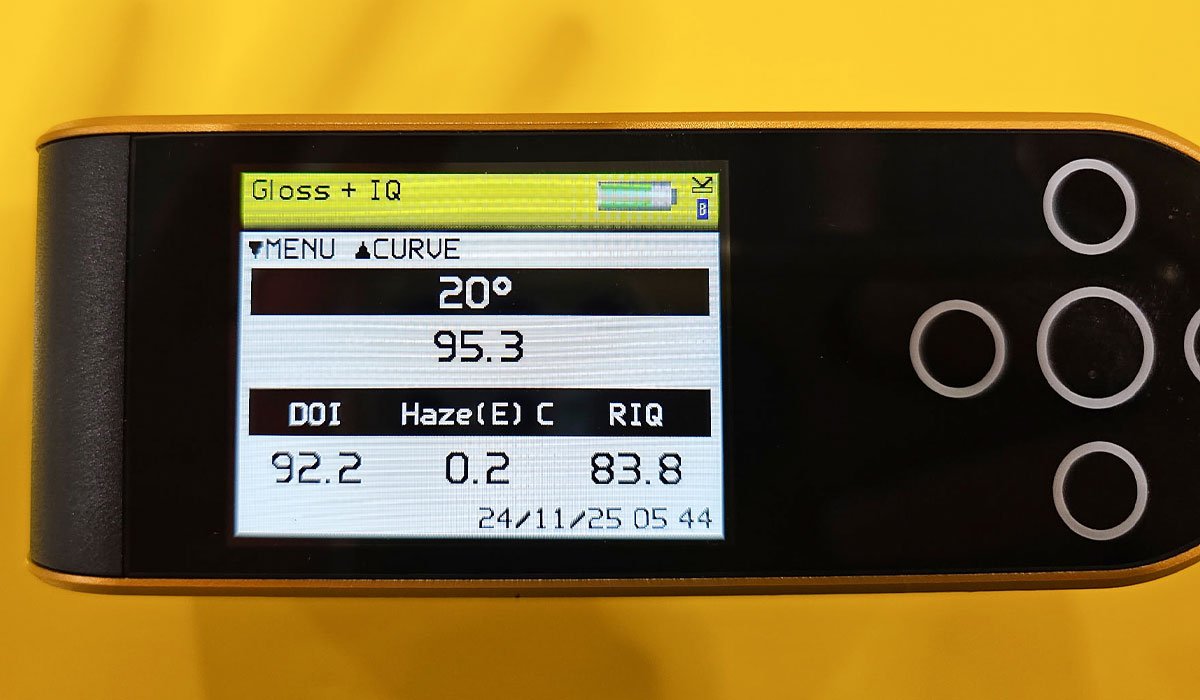 Gloss + IQ
B
▼MENU ▲CURVE
20°
95.3
DOI Haze(E) C RIQ
92.2 0.2 83.8
24/11/25 05 44